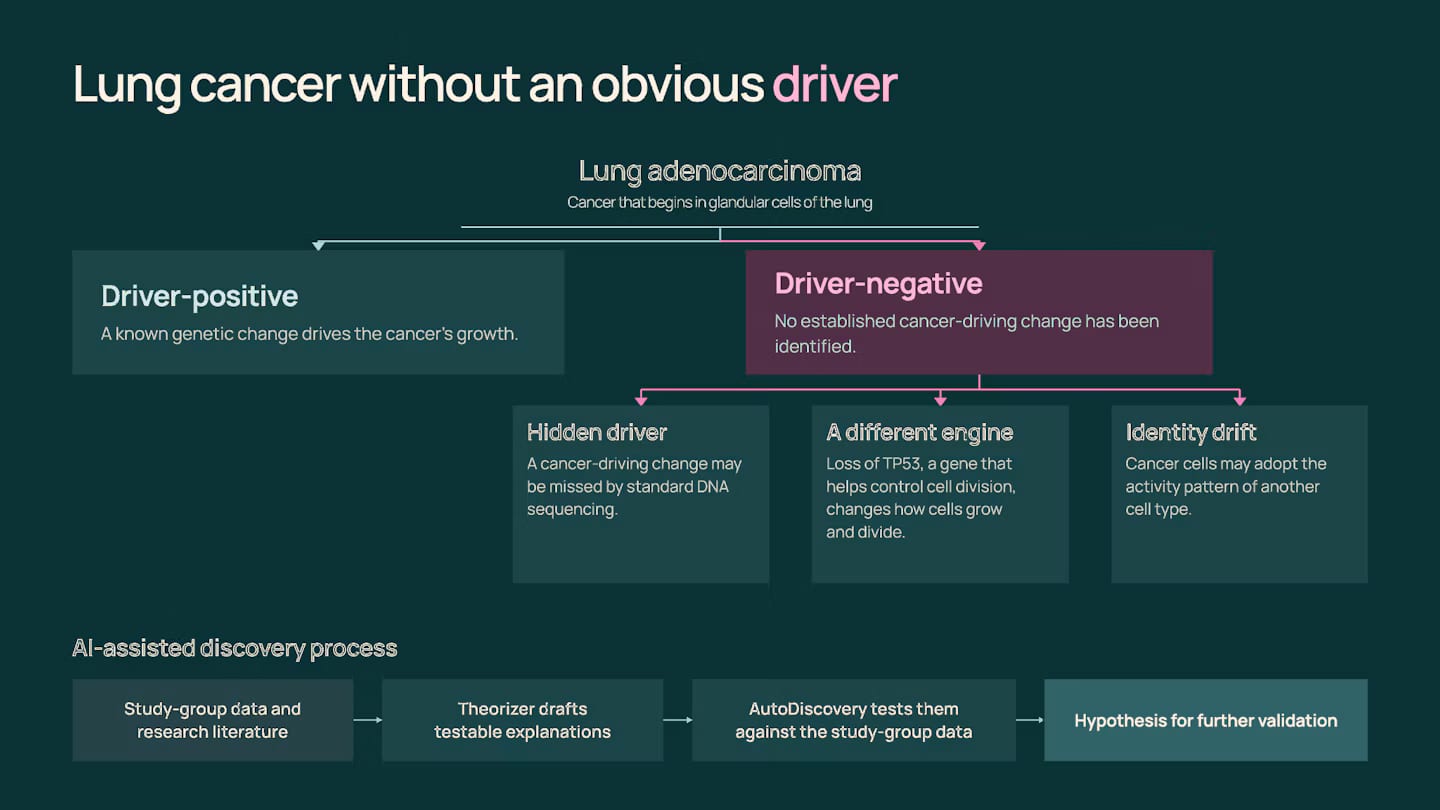 Lung cancer without an obvious driver
Lung adenocarcinoma
Cancer that begins in glandular cells of the lung
Driver-positive
A known genetic change drives the cancer's growth.
Driver-negative
No established cancer-driving change has been
identified.
Hidden driver
A cancer-driving change may
be missed by standard DNA
sequencing.
A different engine
Loss of TP53, a gene that
helps control cell division,
changes how cells grow
and divide.
Identity drift
Cancer cells may adopt the
activity pattern of another
cell type.
AI-assisted discovery process
Study-group data and
research literature
Theorizer drafts
testable explanations
AutoDiscovery tests them
against the study-group data
Hypothesis for further validation